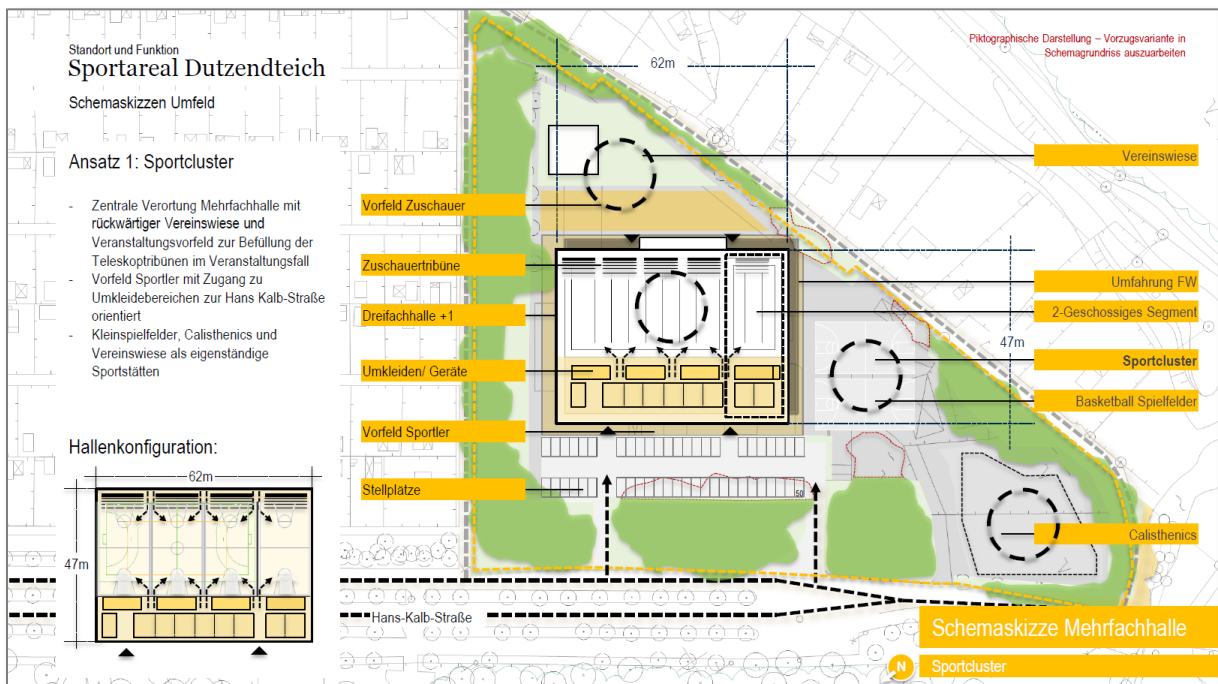 Standort und Funktion
Sportareal Dutzendteich
Schemaskizzen Umfeld
Ansatz 1: Sportcluster
- Zentrale Verortung Mehrfachhalle mit
rückwärtiger Vereinswiese und
Veranstaltungsvorfeld zur Befüllung der
Teleskoptribünen im Veranstaltungsfall
- Vorfeld Sportler mit Zugang zu
Umkleidebereichen zur Hans Kalb-Straße
orientiert
- Kleinspielfelder, Calisthenics und
Vereinswiese als eigenständige
Sportstätten
Hallenkonfiguration:
62m
47m
Piktographische Darstellung – Vorzugsvariante in
Schemagrundriss auszuarbeiten
62m
Vereinswiese
Vorfeld Zuschauer
Zuschauertribüne
Umfahrung FW
Dreifachhalle +1
2-Geschossiges Segment
47m
Sportcluster
Umkleiden/ Geräte
Basketball Spielfelder
Vorfeld Sportler
Stellplätze
50
Calisthenics
Hans-Kalb-Straße
Schemaskizze Mehrfachhalle
N
Sportcluster